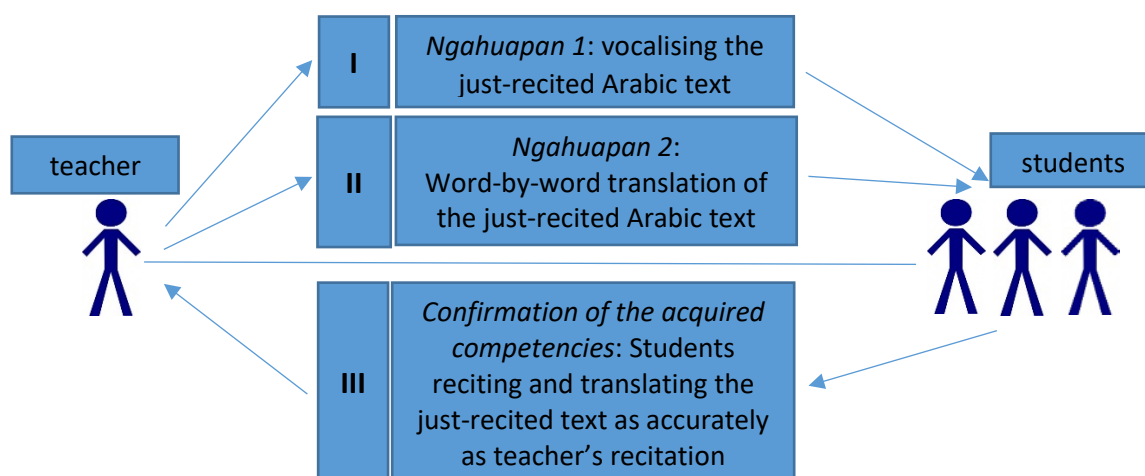 I
Ngahuapan 1: vocalising the
just-recited Arabic text
teacher
II
Ngahuapan 2:
Word-by-word translation of
the just-recited Arabic text
students
III
Confirmation of the acquired
competencies: Students
reciting and translating the
just-recited text as accurately
as teacher’s recitation